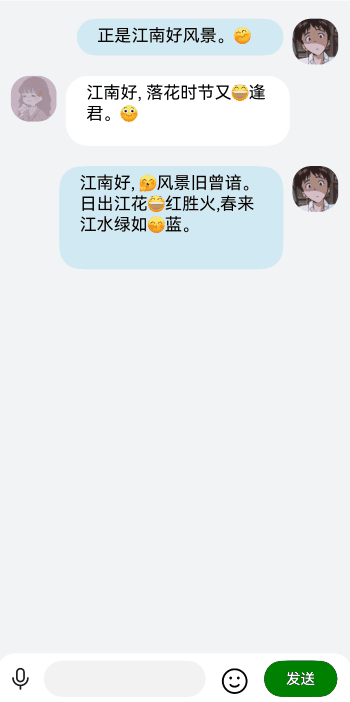 正是江南好风景。😊
江南好, 落花时节又😄逢
君。🙂
江南好, 🤔风景旧曾谙。
日出江花😄红胜火,春来
江水绿如😊蓝。
发送